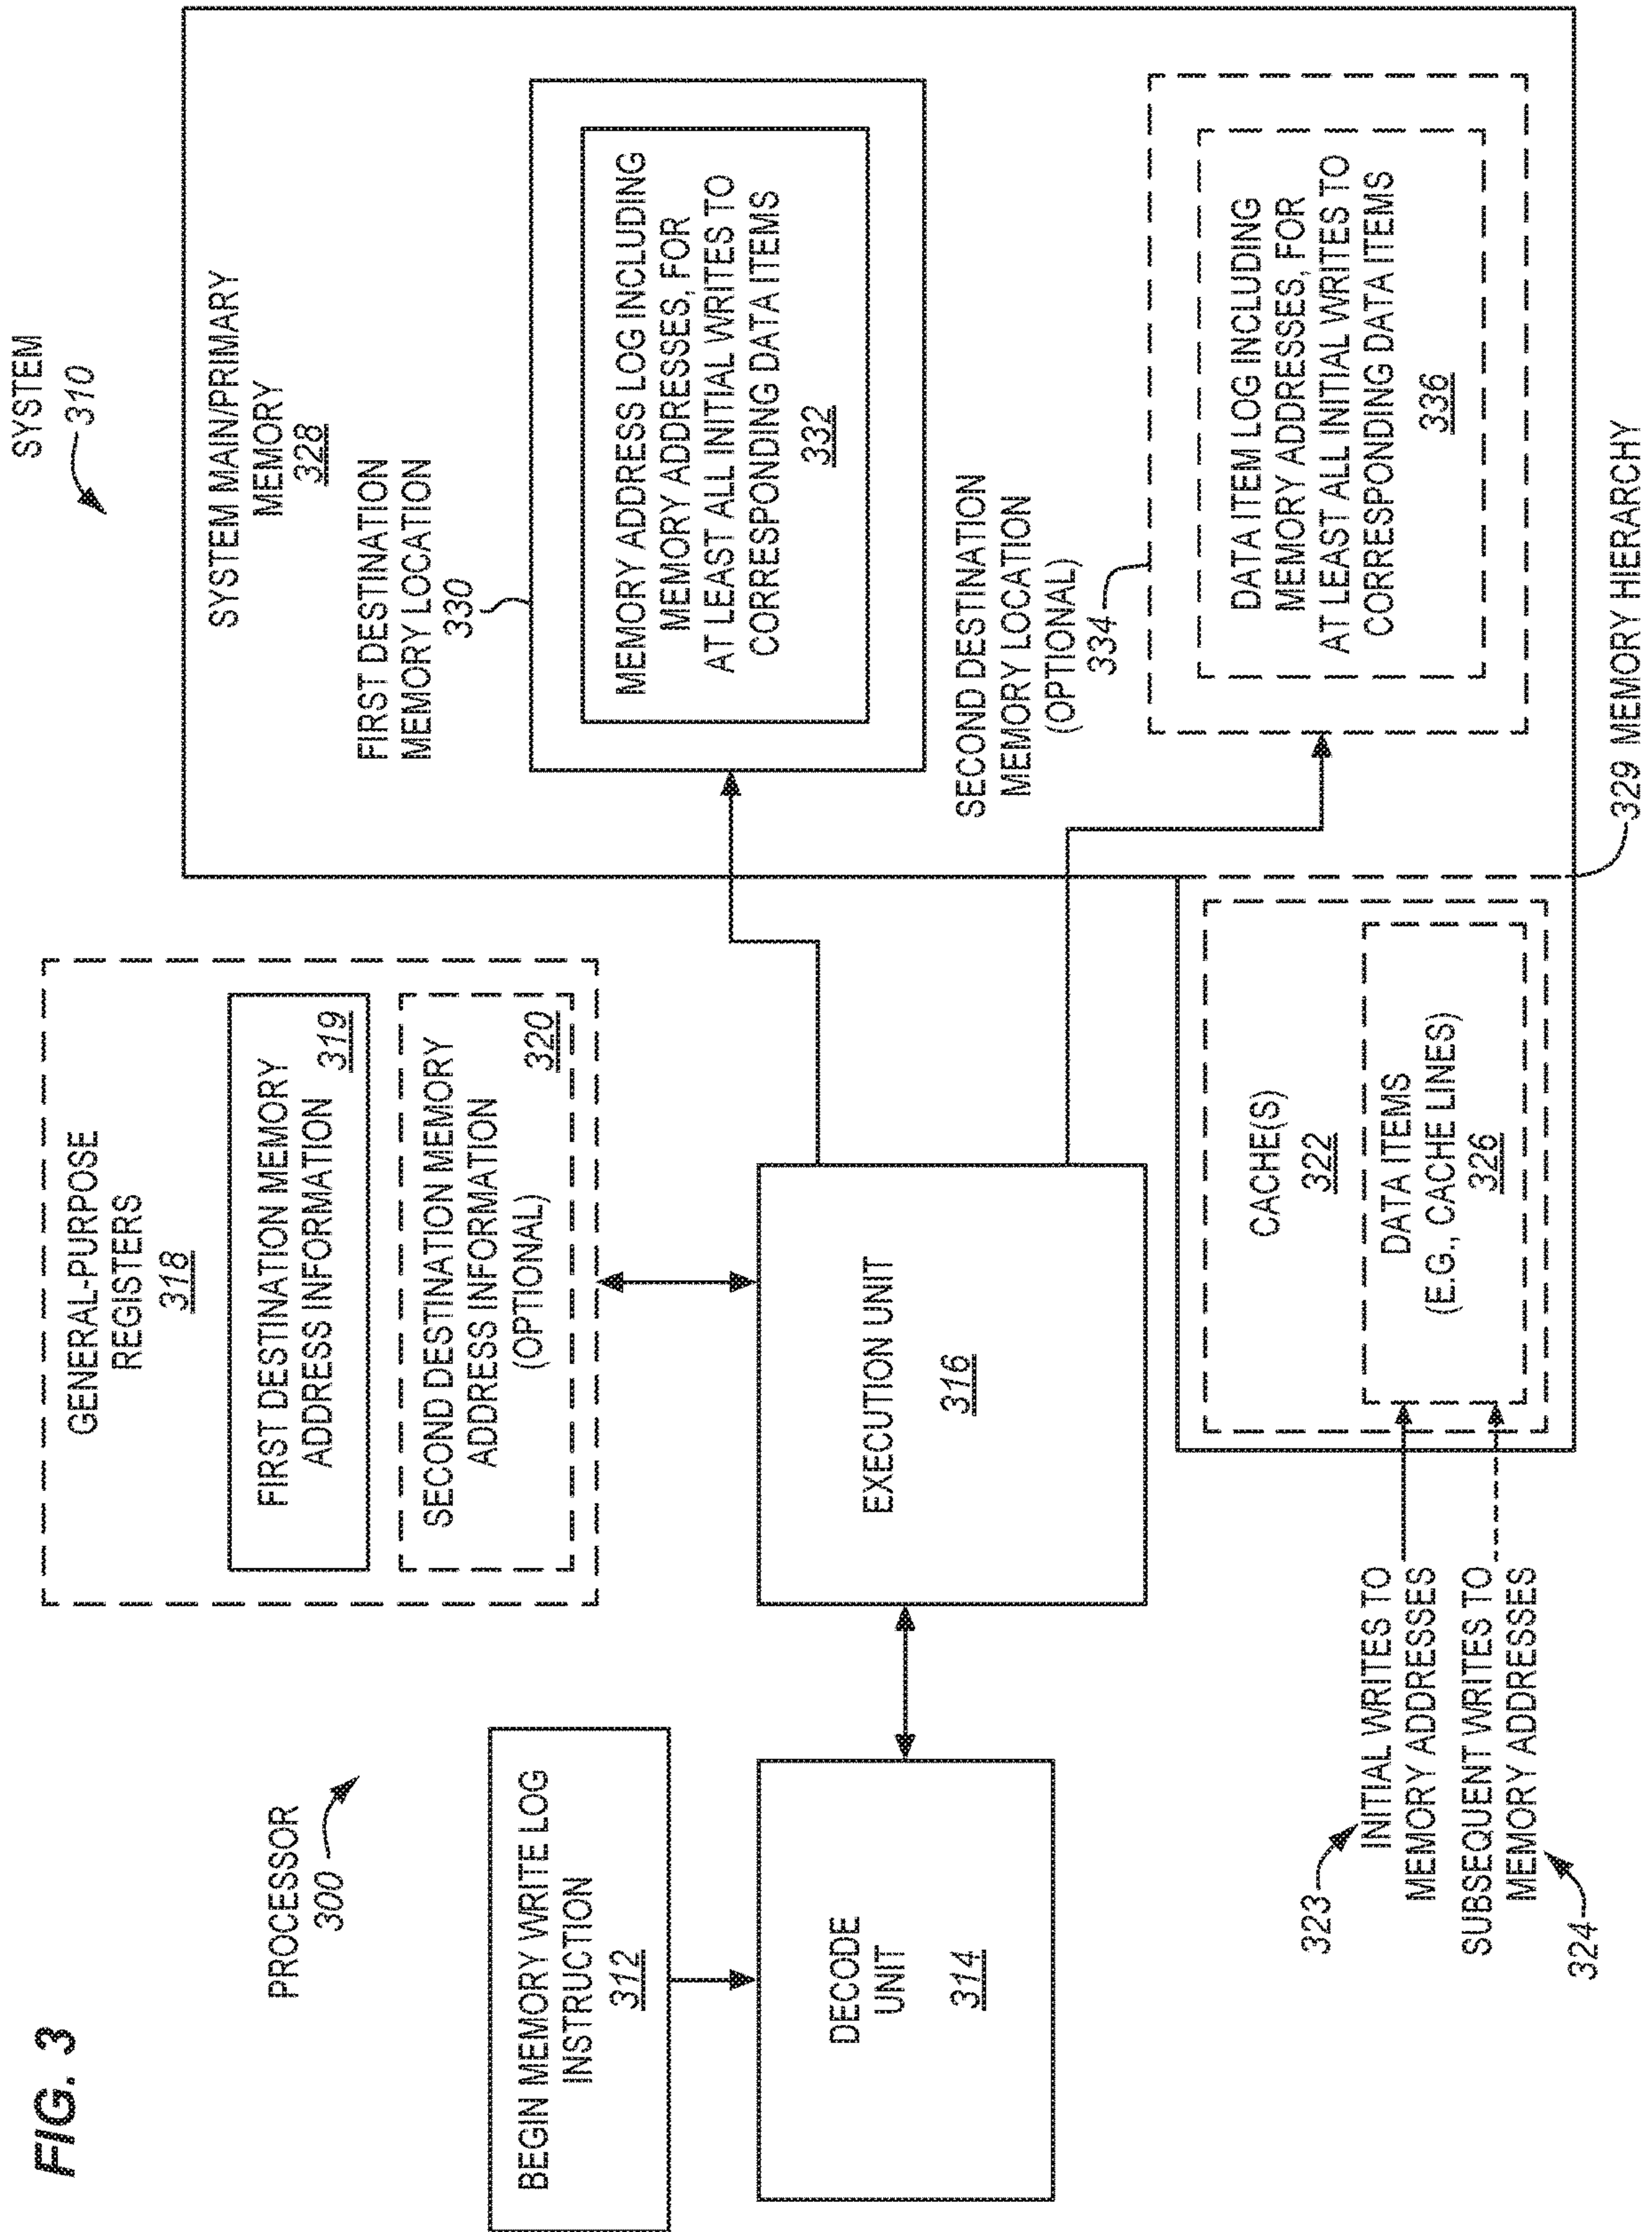 FIG. 3
SYSTEM
310
PROCESSOR
300
BEGIN MEMORY WRITE LOG
INSTRUCTION
312
DECODE
UNIT
314
GENERAL-PURPOSE
REGISTERS
318
FIRST DESTINATION MEMORY
ADDRESS INFORMATION
319
SECOND DESTINATION MEMORY
ADDRESS INFORMATION
(OPTIONAL)
320
EXECUTION UNIT
316
323
INITIAL WRITES TO
MEMORY ADDRESSES
SUBSEQUENT WRITES TO
MEMORY ADDRESSES
324
CACHE(S)
322
DATA ITEMS
(E.G., CACHE LINES)
326
SYSTEM MAIN/PRIMARY
MEMORY
328
FIRST DESTINATION
MEMORY LOCATION
330
MEMORY ADDRESS LOG INCLUDING
MEMORY ADDRESSES, FOR
AT LEAST ALL INITIAL WRITES TO
CORRESPONDING DATA ITEMS
332
SECOND DESTINATION
MEMORY LOCATION
(OPTIONAL)
334
DATA ITEM LOG INCLUDING
MEMORY ADDRESSES, FOR
AT LEAST ALL INITIAL WRITES TO
CORRESPONDING DATA ITEMS
336
329 MEMORY HIERARCHY